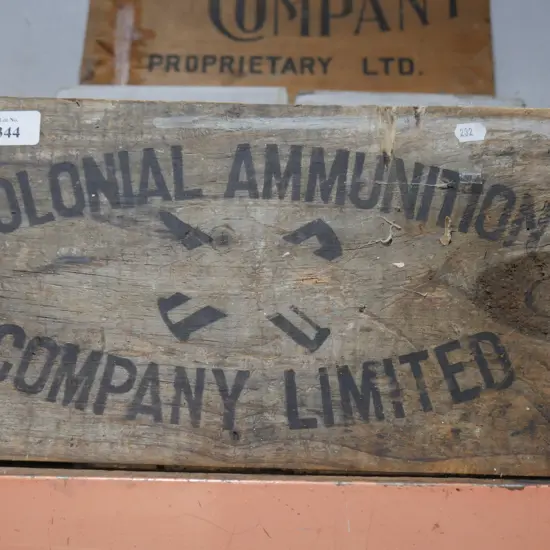 COMPANY
PROPRIETARY LTD.
344
232
OLONIAL AMMUNITION
COMPANY LIMITED